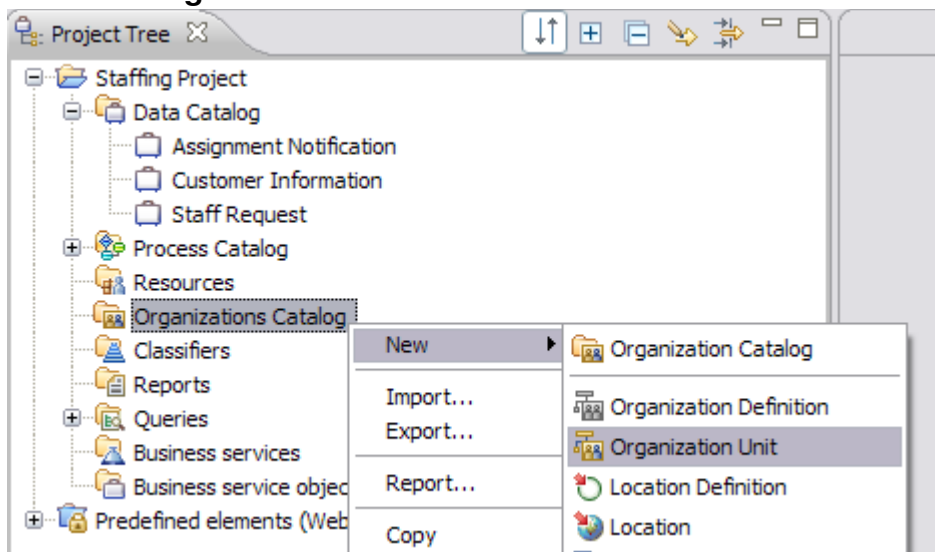 Project Tree
Staffing Project
Data Catalog
Assignment Notification
Customer Information
Staff Request
Process Catalog
Resources
Organizations Catalog
Classifiers
Reports
Queries
Business services
Business service objec
Predefined elements (Web
New
Import...
Export...
Report...
Copy
Organization Catalog
Organization Definition
Organization Unit
Location Definition
Location